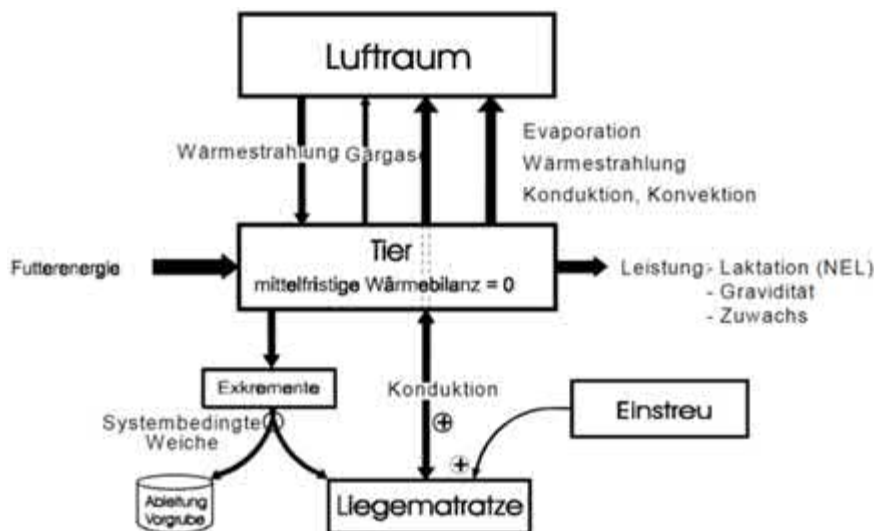 Luftraum
Wärmestrahlung
Gärgase
Evaporation
Wärmestrahlung
Konduktion, Konvektion
Tier
mittelfristige Wärmebilanz = 0
Futterenergie
Leistung:- Laktation (NEL)
- Gravidität
- Zuwachs
Exkremente
Konduktion
Einstreu
Systembedingte
Weiche
+
+
Ableitung
Vorgrube
Liegematratze